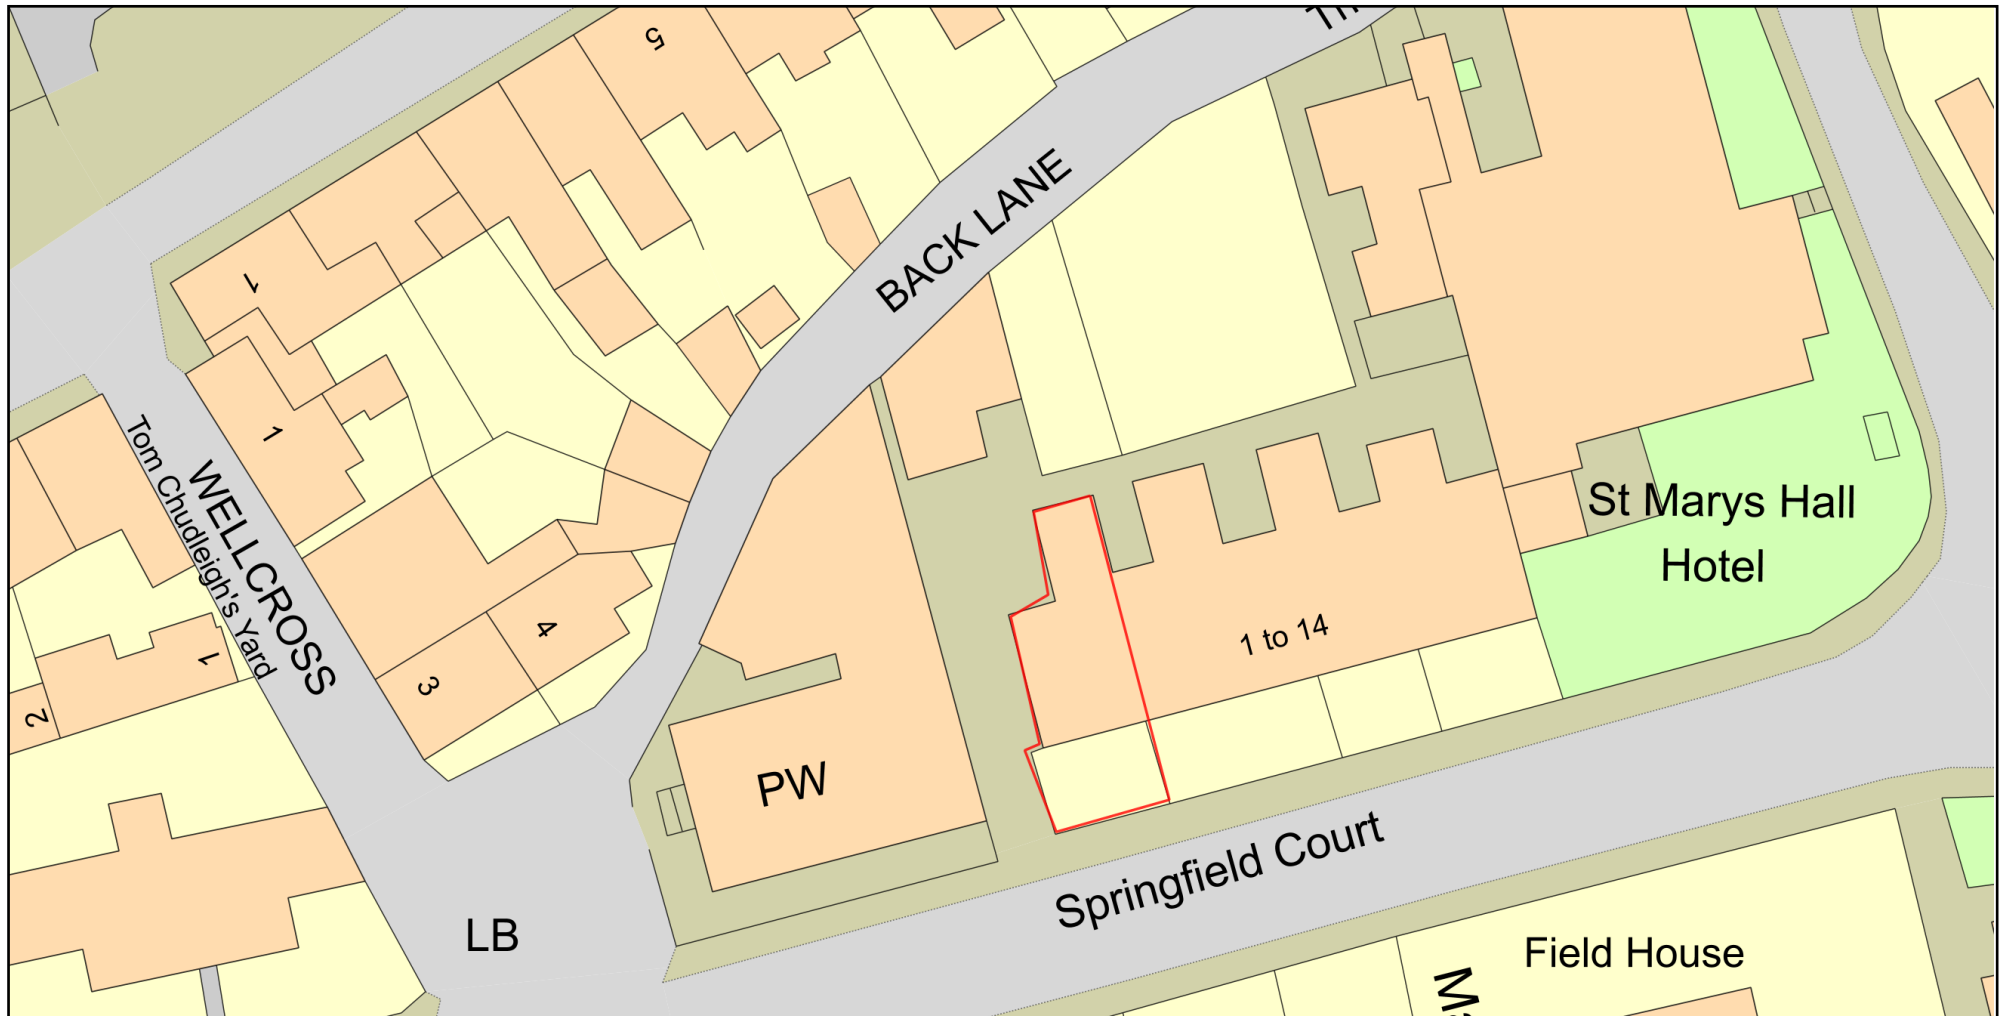 5
BACK LANE
1
1
Tom Chudleigh's Yard
WELLCROSS
St Marys Hall
Hotel
1 to 14
4
1
3
2
PW
Springfield Court
LB
Field House